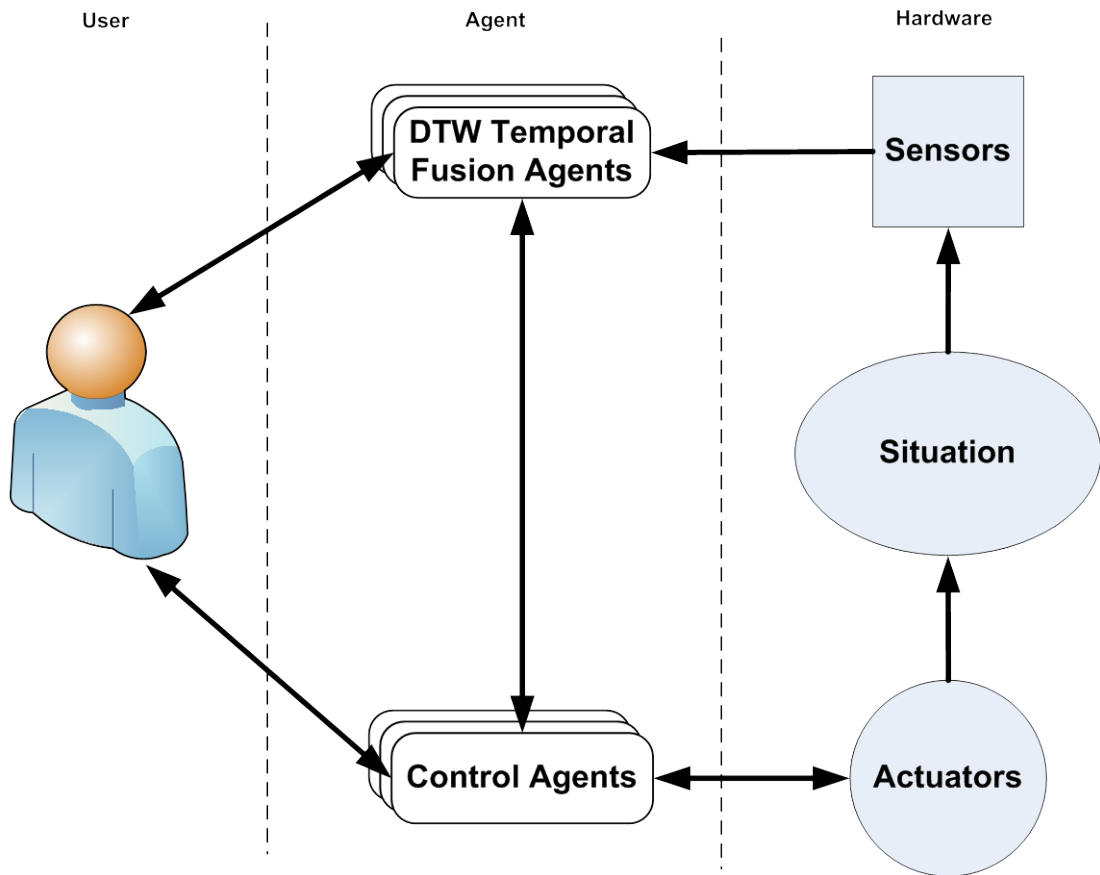 User
Agent
Hardware
DTW Temporal
Fusion Agents
Sensors
Situation
Control Agents
Actuators